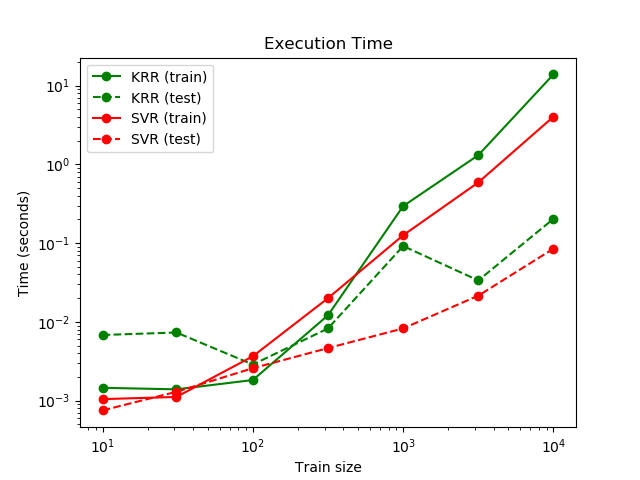 Execution Time
KRR (train)
KRR (test)
SVR (train)
SVR (test)
10¹
10⁰
10⁻¹
10⁻²
10⁻³
Time (seconds)
10¹ 10² 10³ 10⁴
Train size